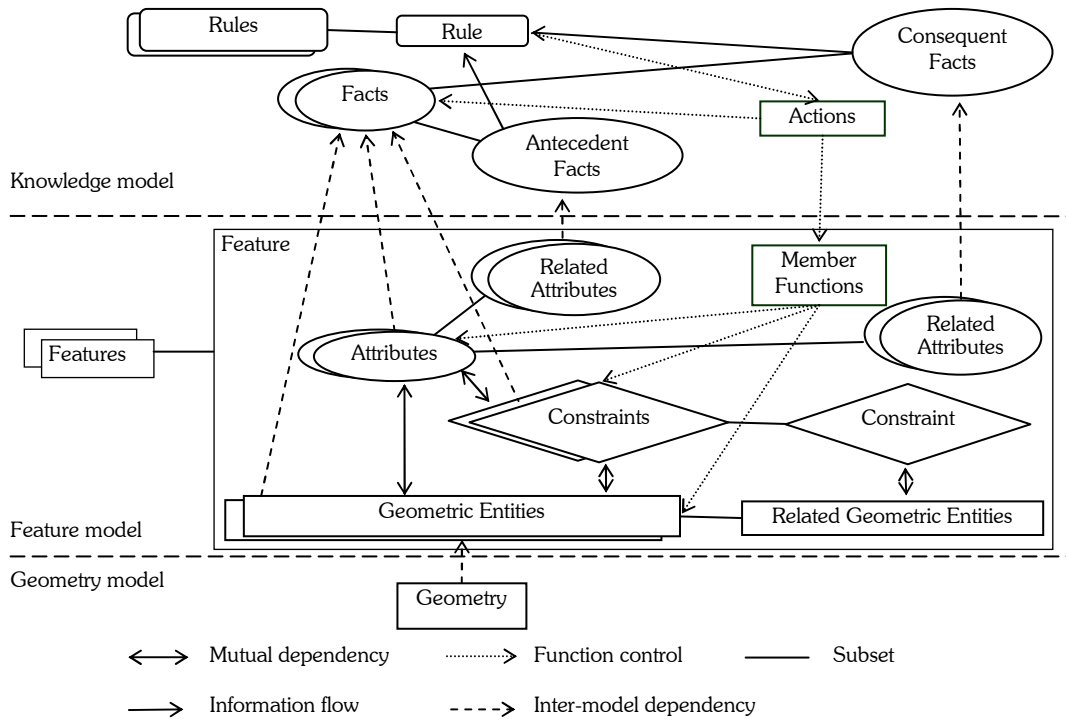 Rules
Rule
Consequent
Facts
Facts
Actions
Antecedent
Facts
Knowledge model
Feature
Related
Attributes
Member
Functions
Related
Attributes
Features
Attributes
Constraints
Constraint
Geometric Entities
Related Geometric Entities
Feature model
Geometry model
Geometry
Mutual dependency
Function control
Subset
Information flow
Inter-model dependency